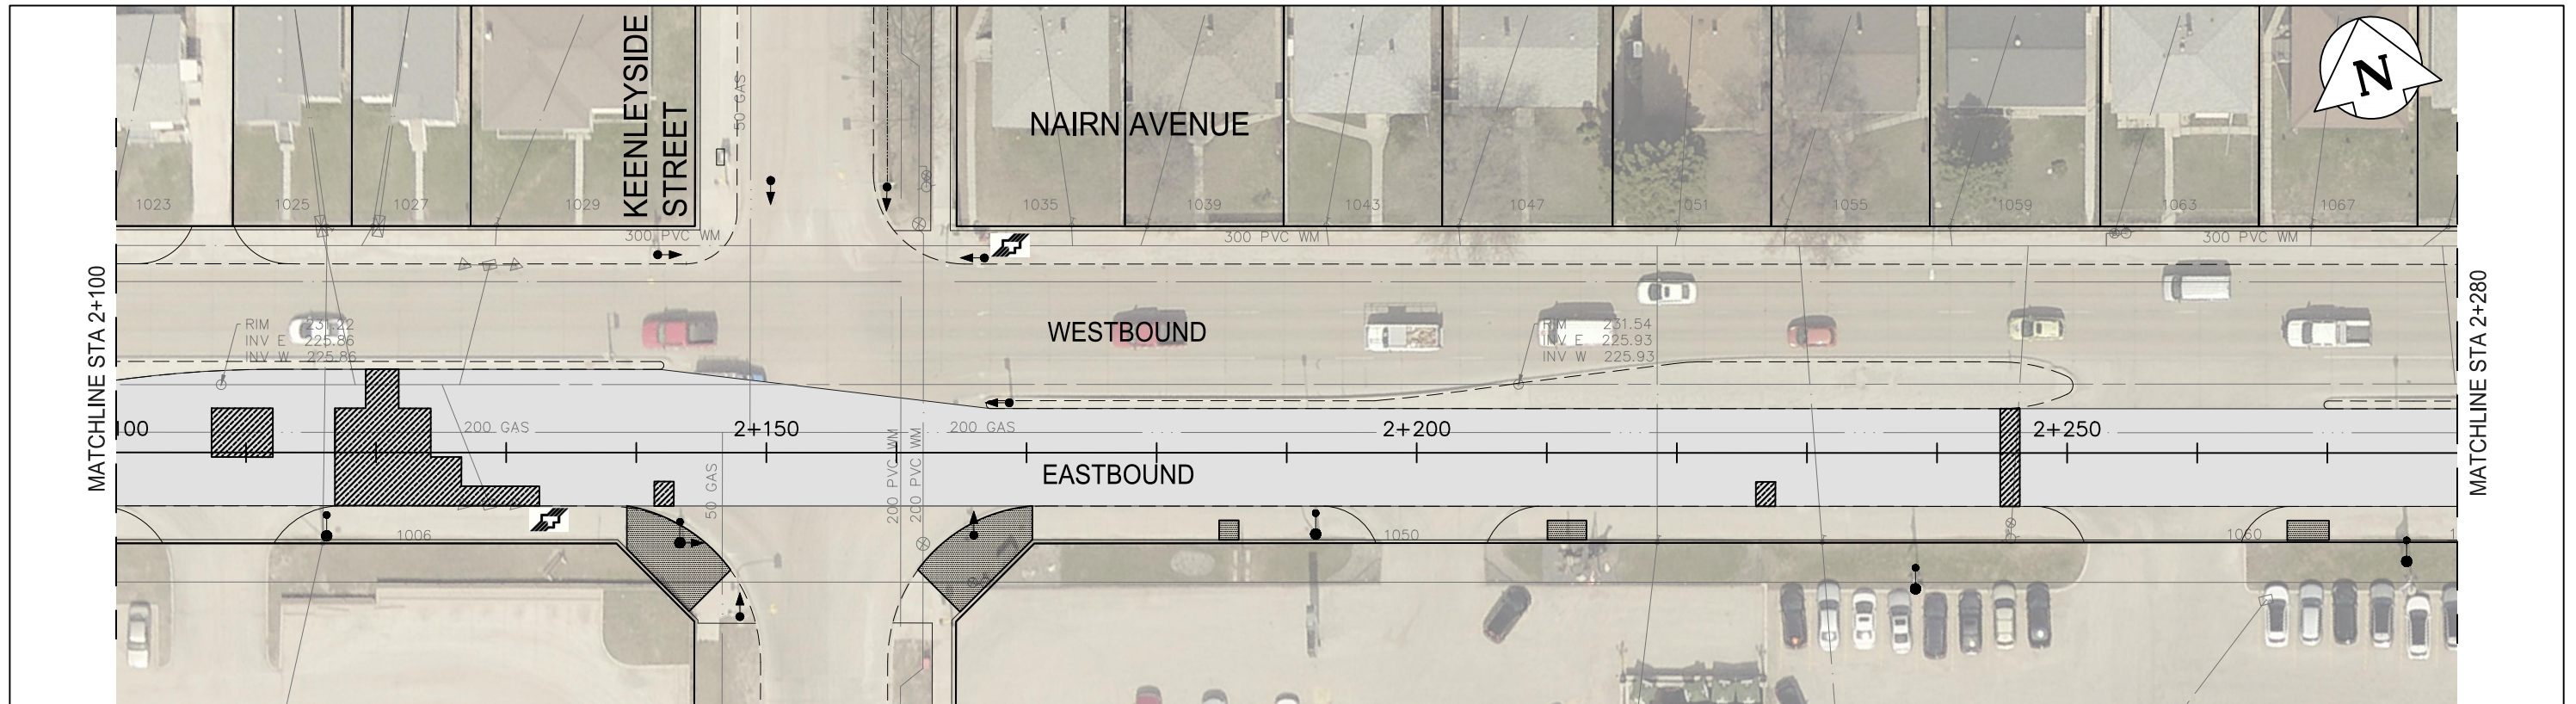 KEENLEYSIDE
STREET
50 GAS
NAIRN AVENUE
N
1023
1025
1027
1029
1035
1039
1043
1047
1051
1055
1059
1063
1067
300 PVC WM
300 PVC WM
300 PVC WM
MATCHLINE STA 2+100
MATCHLINE STA 2+280
RIM 231.22
INV E 225.86
INV W 225.86
WESTBOUND
RIM 231.54
INV E 225.93
INV W 225.93
100
200 GAS
2+150
200 GAS
2+200
2+250
EASTBOUND
50 GAS
200 PVC WM
200 PVC WM
1006
1050
1060
1